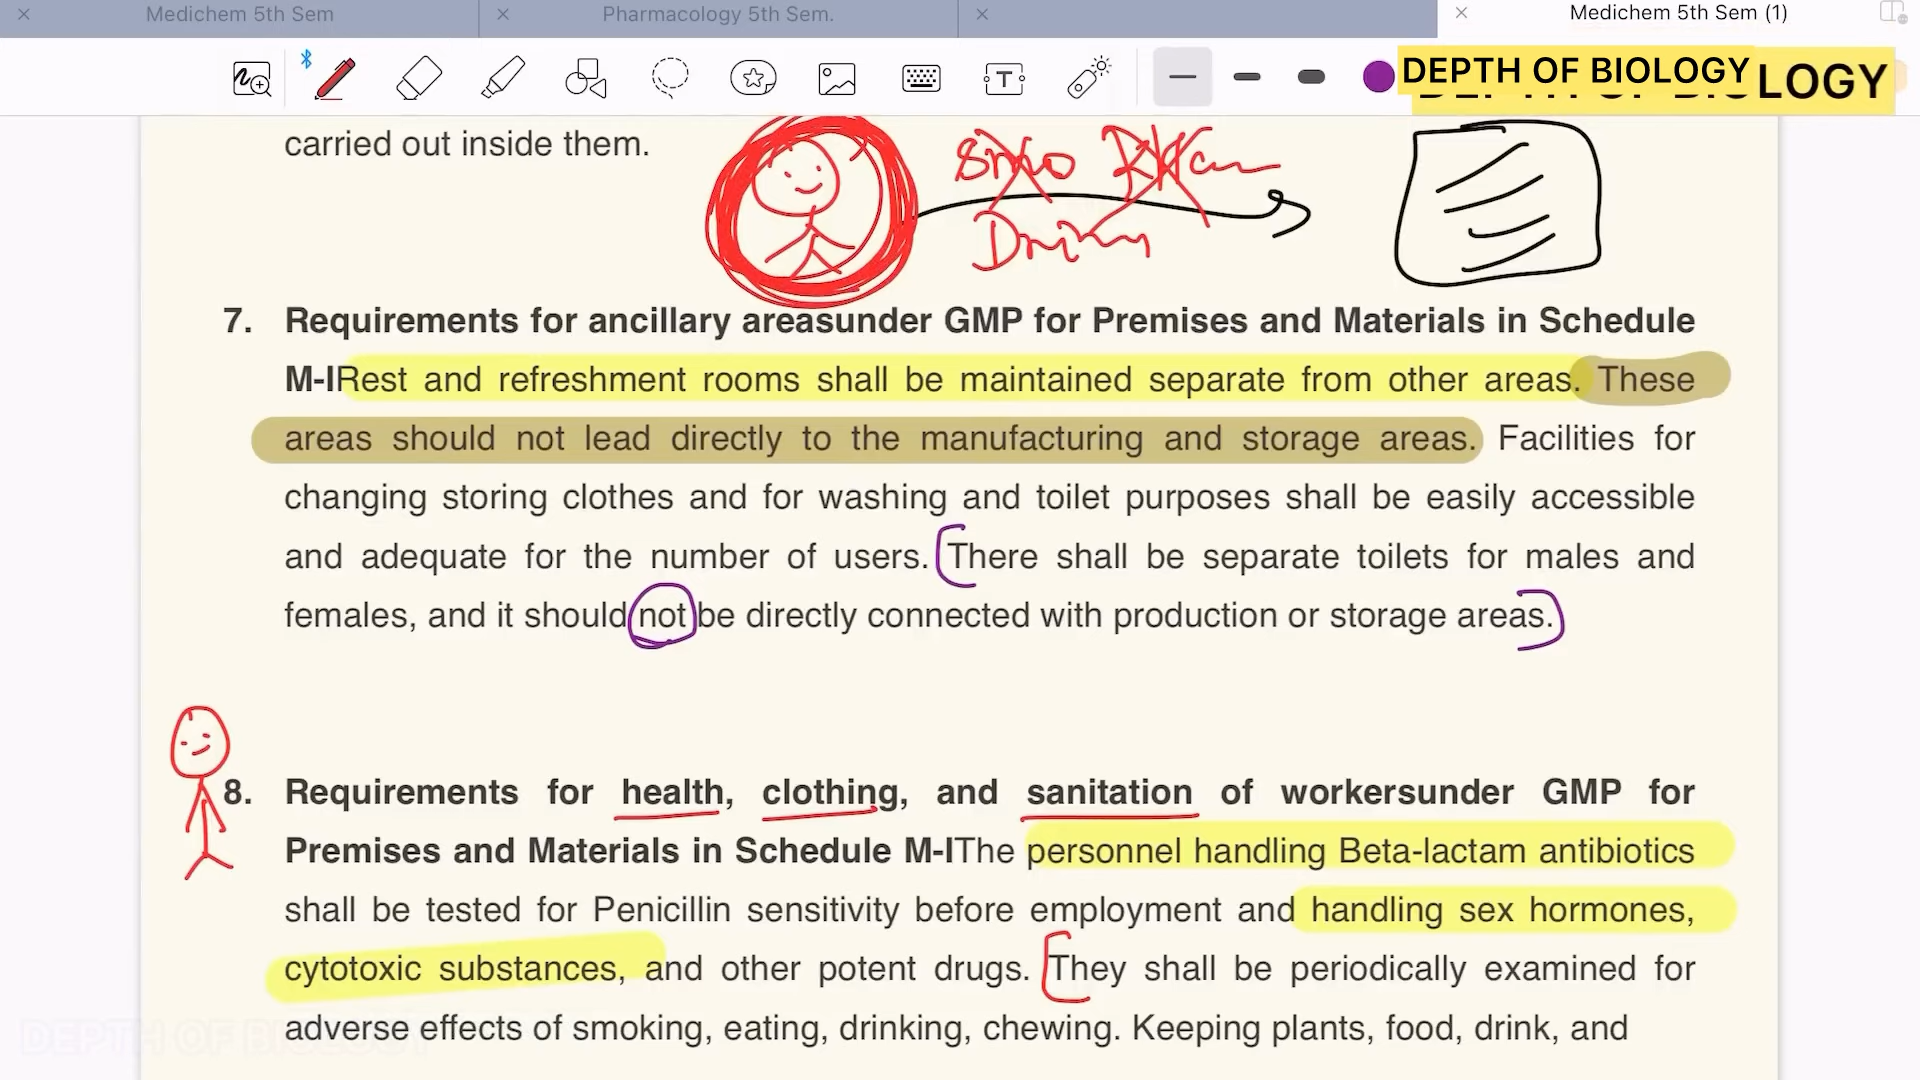 Medichem 5th Sem
Pharmacology 5th Sem.
Medichem 5th Sem (1)
DEPTH OF BIOLOGY
LOGY
carried out inside them.
7. Requirements for ancillary areasunder GMP for Premises and Materials in Schedule
M-IRest and refreshment rooms shall be maintained separate from other areas. These
areas should not lead directly to the manufacturing and storage areas. Facilities for
changing storing clothes and for washing and toilet purposes shall be easily accessible
and adequate for the number of users. There shall be separate toilets for males and
females, and it should not be directly connected with production or storage areas.
8. Requirements for health, clothing, and sanitation of workersunder GMP for
Premises and Materials in Schedule M-IThe personnel handling Beta-lactam antibiotics
shall be tested for Penicillin sensitivity before employment and handling sex hormones,
cytotoxic substances, and other potent drugs. They shall be periodically examined for
adverse effects of smoking, eating, drinking, chewing. Keeping plants, food, drink, and
DEPTH OF BIOLOGY